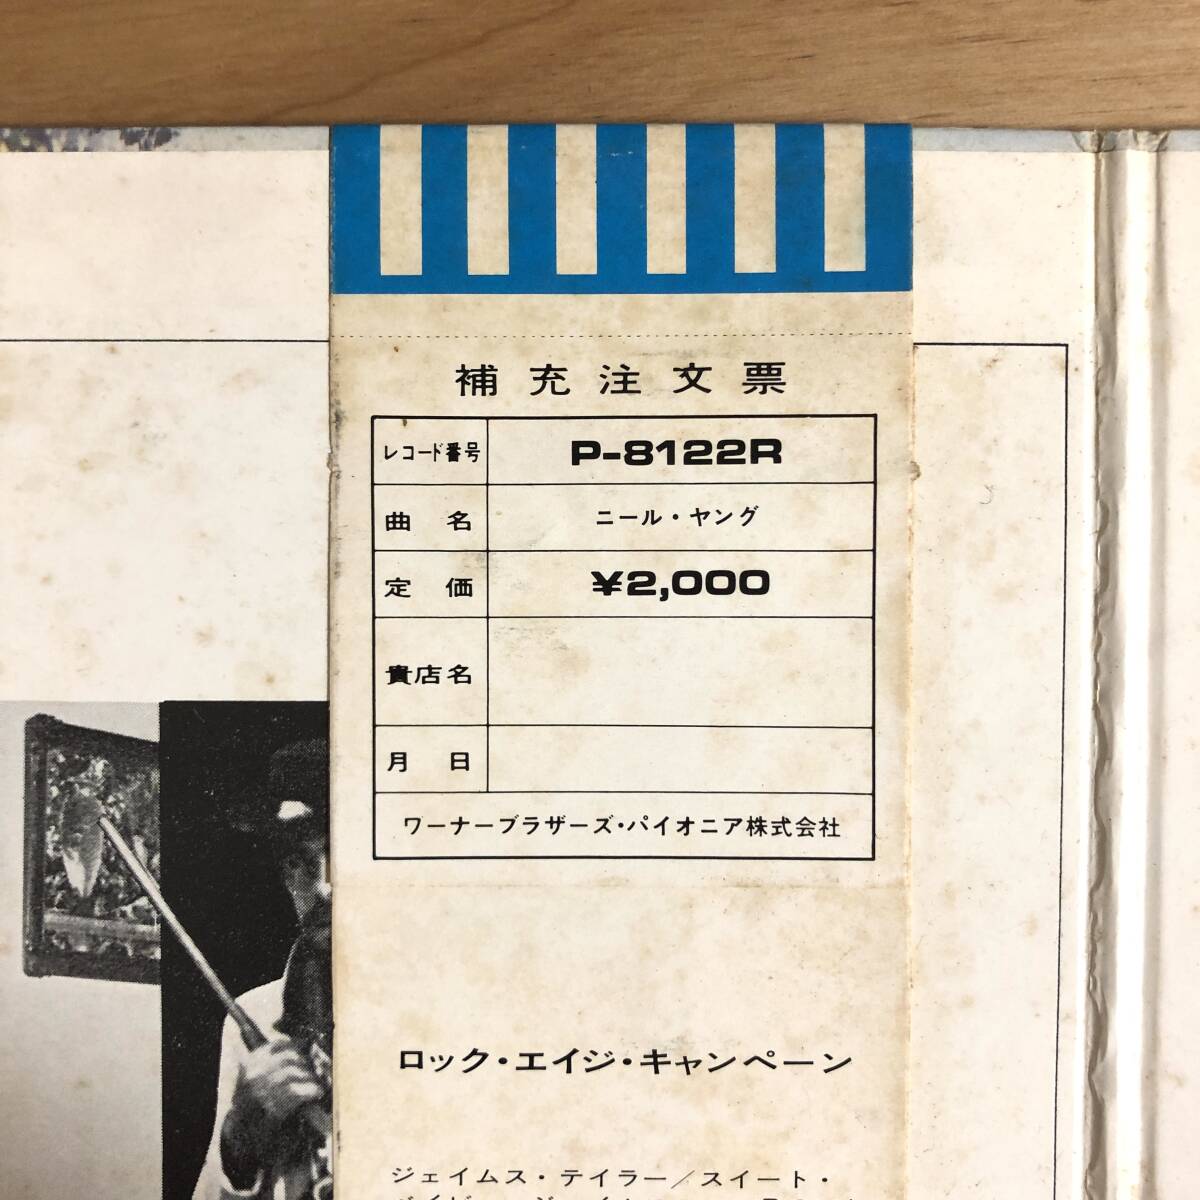 補充注文票
レコード番号 P-8122R
曲名 ニール・ヤング
定価 ¥2,000
貴店名
月日
ワーナーブラザーズ・パイオニア株式会社
ロック・エイジ・キャンペーン
ジェイムス・テイラー／スイート・